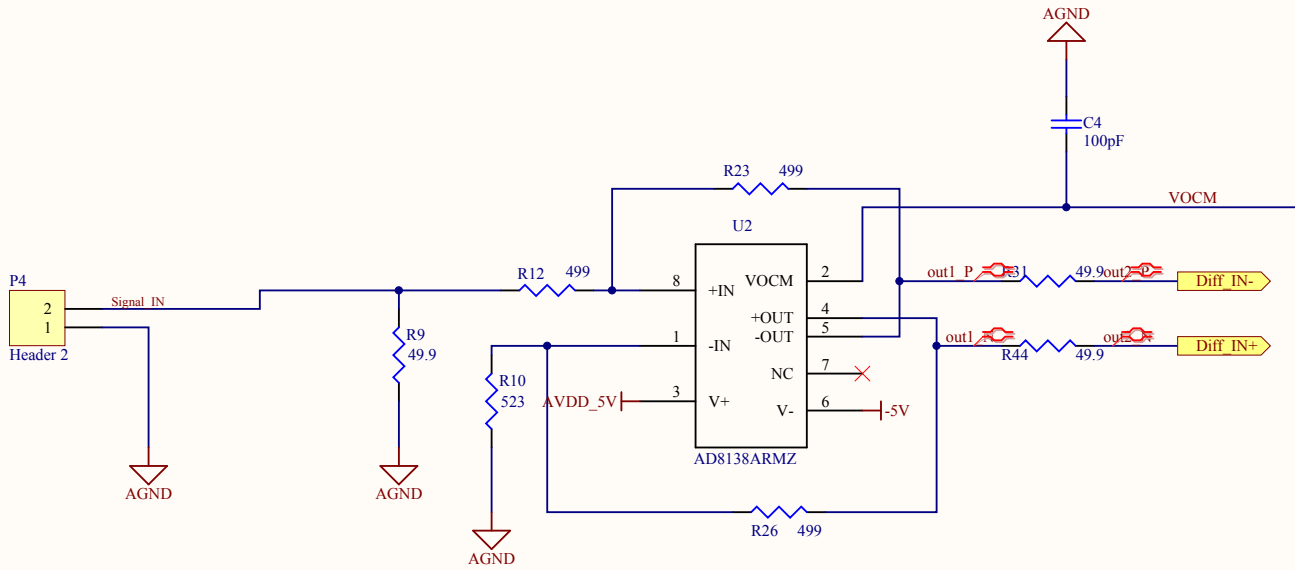 AGND
C4
100pF
R23 499
VOCM
U2
P4
R12 499
2
Signal_IN
1
Header 2
8
+IN
VOCM
2
out1_P
R31
49.9
Diff_IN-
+OUT
4
-OUT
5
R9
49.9
1
-IN
R44
49.9
Diff_IN+
R10
523
NC
7
AVDD_5V
3
V+
V-
6
-5V
AD8138ARMZ
AGND
AGND
R26 499
AGND